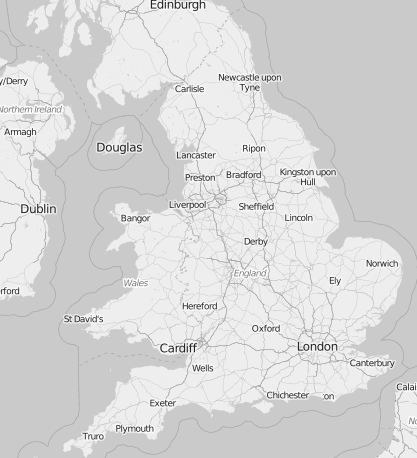 Edinburgh
Newcastle upon
Tyne
y/Derry
Carlisle
Northern Ireland
Armagh
Douglas
Ripon
Lancaster
Preston
Bradford
Kingston upon
Hull
Dublin
Liverpool
Sheffield
Bangor
Lincoln
Derby
Norwich
England
Wales
Ely
rford
Hereford
St David's
Oxford
Cardiff
London
Wells
Canterbury
Chichester
on
Calai
Exeter
No
Plymouth
Truro